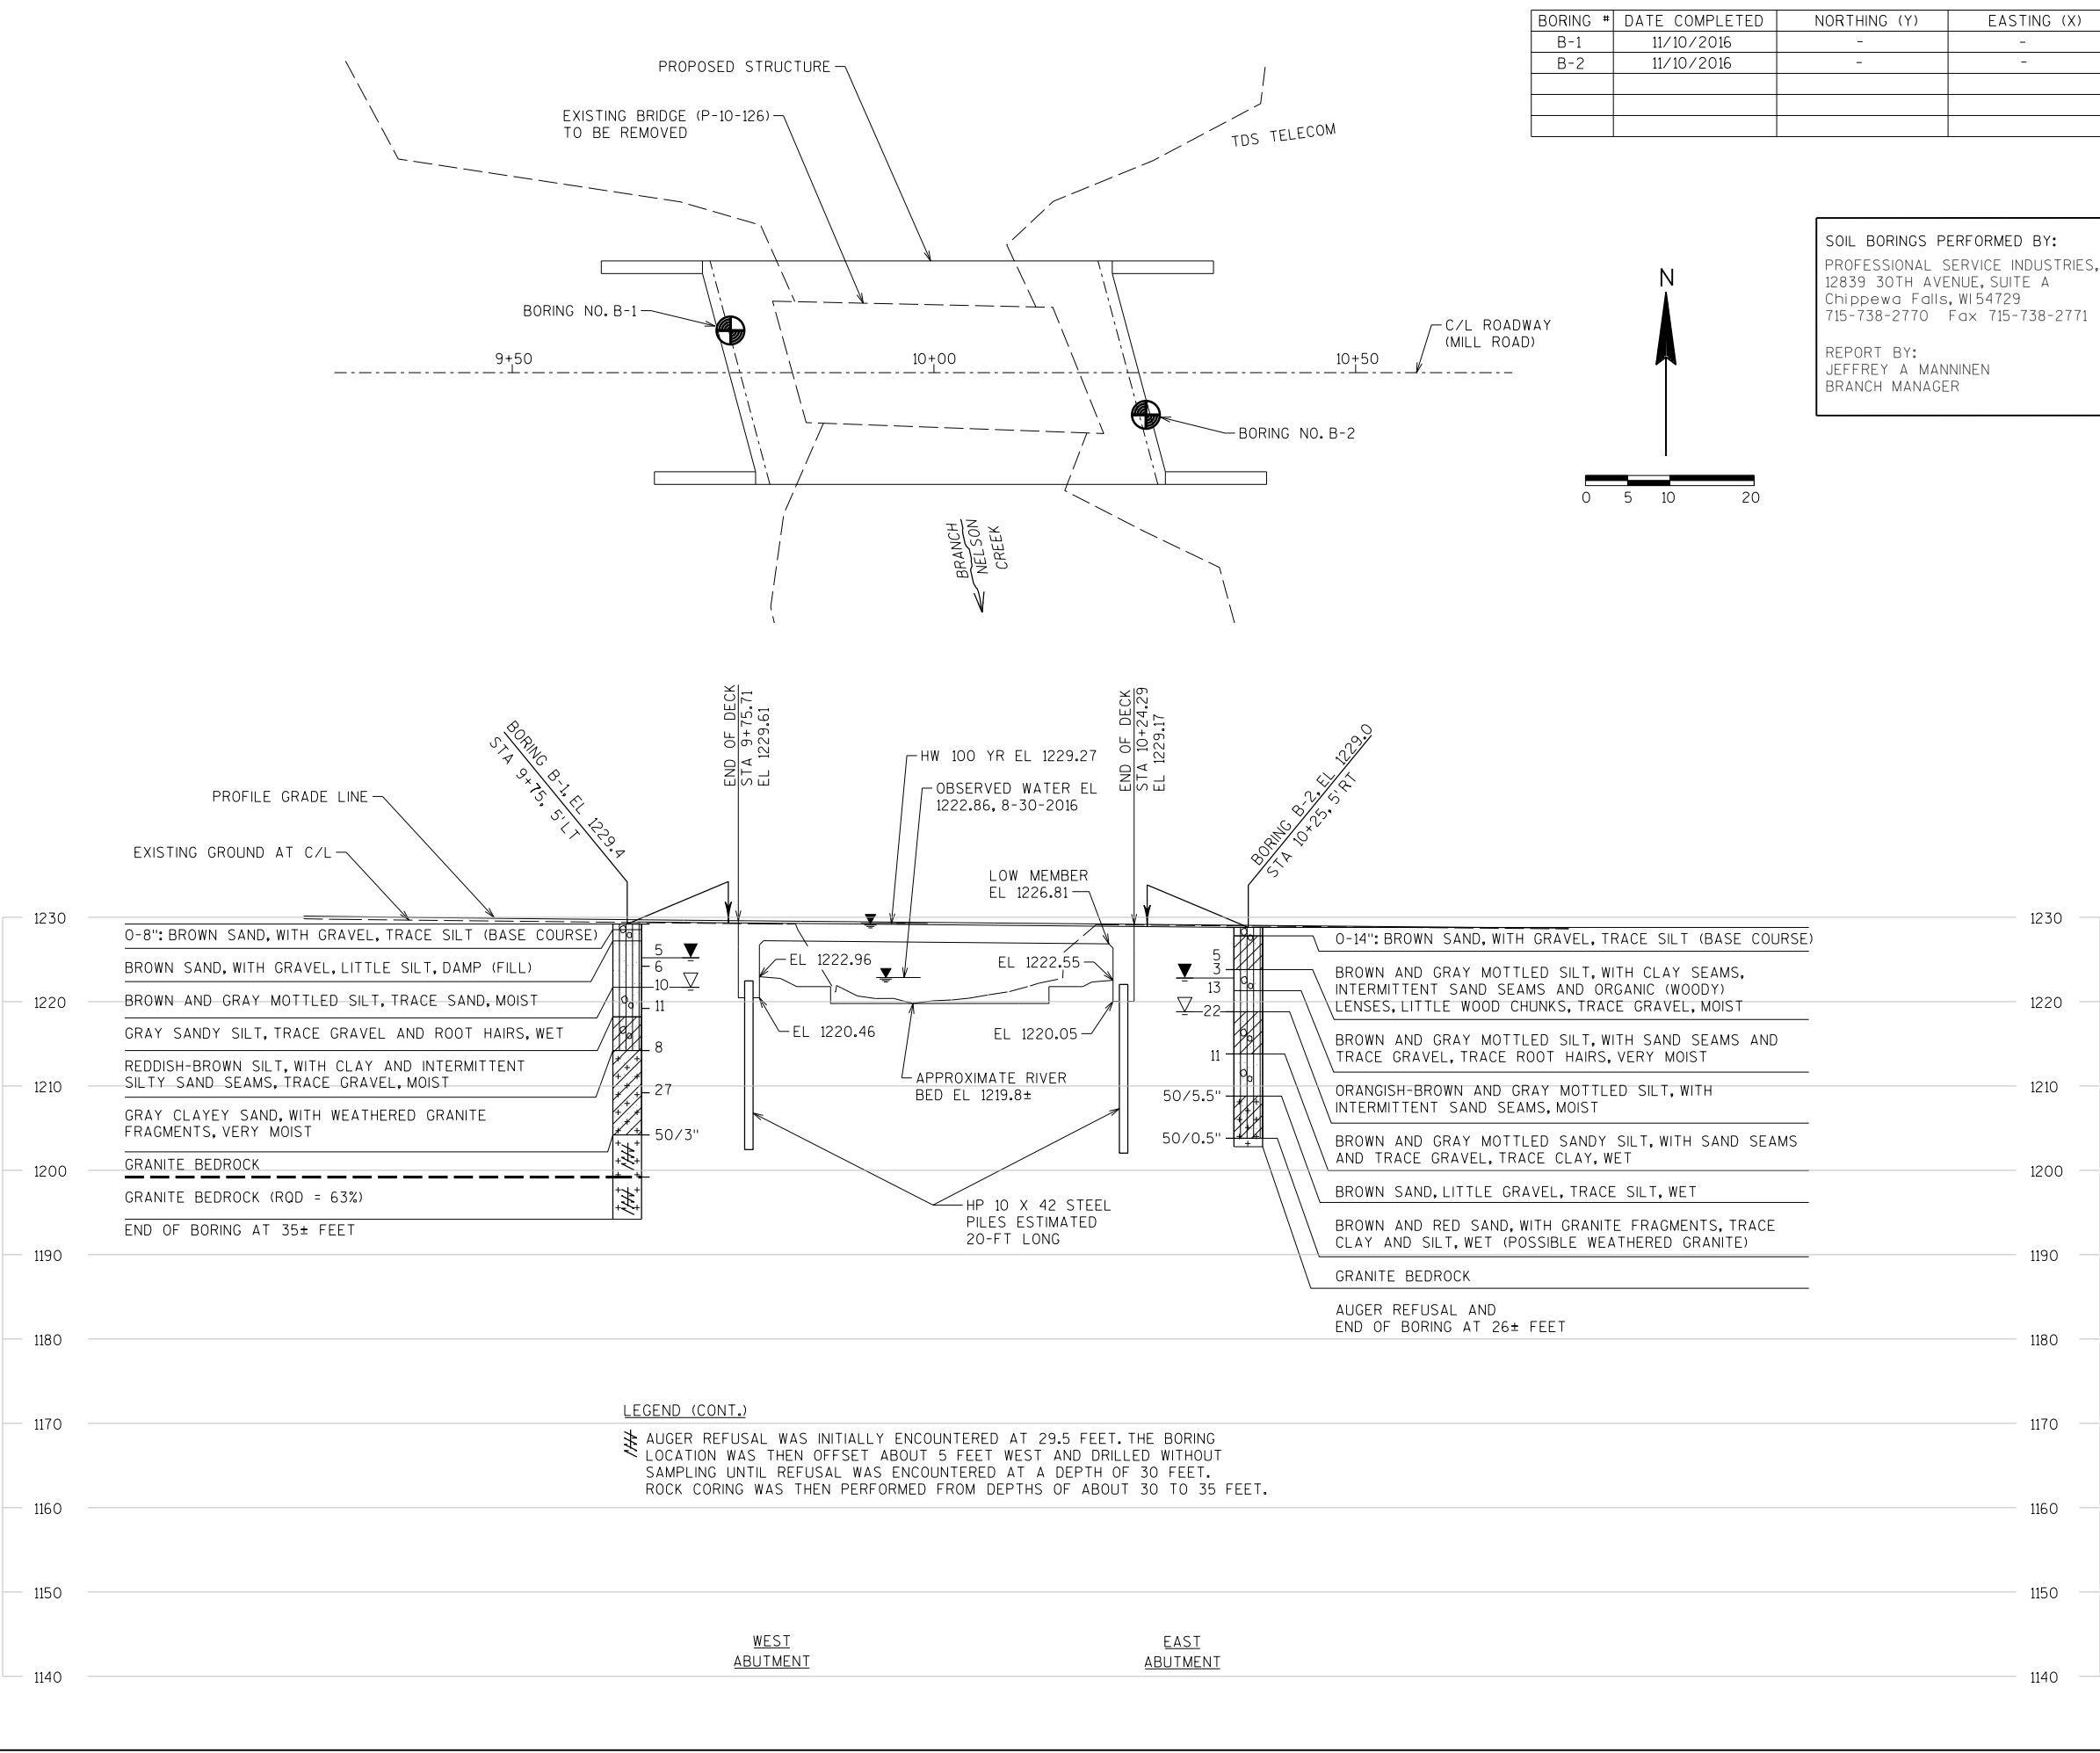 BORING # DATE COMPLETED NORTHING (Y) EASTING (X)
B-1 11/10/2016 - -
B-2 11/10/2016 - -
PROPOSED STRUCTURE
EXISTING BRIDGE (P-10-126)
TO BE REMOVED
TDS TELECOM
BORING NO. B-1
9+50
10+00
10+50
C/L ROADWAY
(MILL ROAD)
BORING NO. B-2
N
0 5 10 20
SOIL BORINGS PERFORMED BY:
PROFESSIONAL SERVICE INDUSTRIES,
12839 30TH AVENUE, SUITE A
Chippewa Falls, WI 54729
715-738-2770 Fax 715-738-2771
REPORT BY:
JEFFREY A MANNINEN
BRANCH MANAGER
BRANCH
NELSON
CREEK
BORING B-1, EL 1229.4
STA 9+75, 5'LT
END OF DECK
STA 9+75.71
EL 1229.61
HW 100 YR EL 1229.27
OBSERVED WATER EL
1222.86, 8-30-2016
END OF DECK
STA 10+24.29
EL 1229.17
BORING B-2, EL 1229.0
STA 10+25, 5'RT
PROFILE GRADE LINE
EXISTING GROUND AT C/L
LOW MEMBER
EL 1226.81
EL 1222.96
EL 1222.55
EL 1220.46
EL 1220.05
APPROXIMATE RIVER
BED EL 1219.8±
HP 10 X 42 STEEL
PILES ESTIMATED
20-FT LONG
1230
1220
1210
1200
1190
1180
1170
1160
1150
1140
0-8": BROWN SAND, WITH GRAVEL, TRACE SILT (BASE COURSE)
BROWN SAND, WITH GRAVEL, LITTLE SILT, DAMP (FILL)
BROWN AND GRAY MOTTLED SILT, TRACE SAND, MOIST
GRAY SANDY SILT, TRACE GRAVEL AND ROOT HAIRS, WET
REDDISH-BROWN SILT, WITH CLAY AND INTERMITTENT
SILTY SAND SEAMS, TRACE GRAVEL, MOIST
GRAY CLAYEY SAND, WITH WEATHERED GRANITE
FRAGMENTS, VERY MOIST
GRANITE BEDROCK
GRANITE BEDROCK (RQD = 63%)
END OF BORING AT 35± FEET
5
6
10
11
8
27
50/3"
5
3
13
22
11
50/5.5"
50/0.5"
0-14": BROWN SAND, WITH GRAVEL, TRACE SILT (BASE COURSE)
BROWN AND GRAY MOTTLED SILT, WITH CLAY SEAMS,
INTERMITTENT SAND SEAMS AND ORGANIC (WOODY)
LENSES, LITTLE WOOD CHUNKS, TRACE GRAVEL, MOIST
BROWN AND GRAY MOTTLED SILT, WITH SAND SEAMS AND
TRACE GRAVEL, TRACE ROOT HAIRS, VERY MOIST
ORANGISH-BROWN AND GRAY MOTTLED SILT, WITH
INTERMITTENT SAND SEAMS, MOIST
BROWN AND GRAY MOTTLED SANDY SILT, WITH SAND SEAMS
AND TRACE GRAVEL, TRACE CLAY, WET
BROWN SAND, LITTLE GRAVEL, TRACE SILT, WET
BROWN AND RED SAND, WITH GRANITE FRAGMENTS, TRACE
CLAY AND SILT, WET (POSSIBLE WEATHERED GRANITE)
GRANITE BEDROCK
AUGER REFUSAL AND
END OF BORING AT 26± FEET
1230
1220
1210
1200
1190
1180
1170
1160
1150
1140
LEGEND (CONT.)
AUGER REFUSAL WAS INITIALLY ENCOUNTERED AT 29.5 FEET. THE BORING
LOCATION WAS THEN OFFSET ABOUT 5 FEET WEST AND DRILLED WITHOUT
SAMPLING UNTIL REFUSAL WAS ENCOUNTERED AT A DEPTH OF 30 FEET.
ROCK CORING WAS THEN PERFORMED FROM DEPTHS OF ABOUT 30 TO 35 FEET.
WEST
ABUTMENT
EAST
ABUTMENT